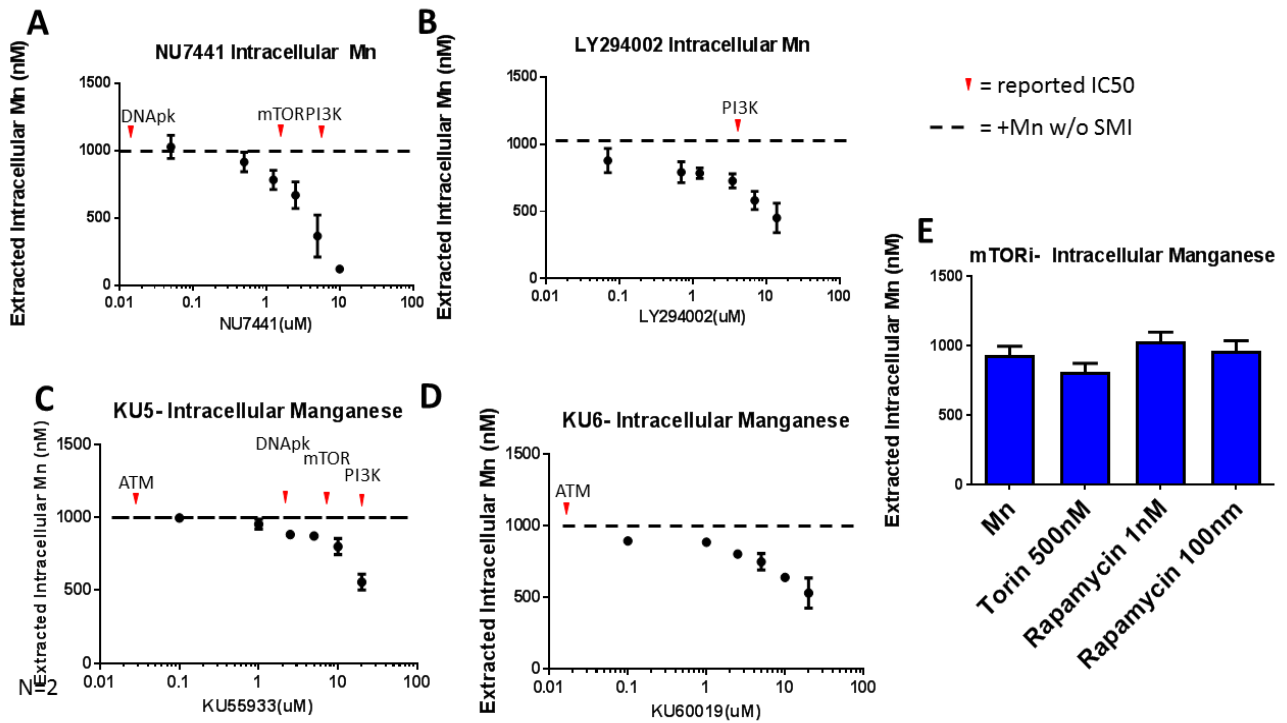 A
NU7441 Intracellular Mn
Extracted Intracellular Mn (nM)
1500
1000
500
0
DNApk
mTOR PI3K
0.01 0.1 1 10 100
NU7441(uM)
B
LY294002 Intracellular Mn
Extracted Intracellular Mn (nM)
1500
1000
500
0
PI3K
0.01 0.1 1 10 100
LY294002(uM)
= reported IC50
= +Mn w/o SMI
C
KU5- Intracellular Manganese
Extracted Intracellular Mn (nM)
1500
1000
500
0
ATM
DNApk
mTOR
PI3K
0.01 0.1 1 10 100
KU55933(uM)
N=2
D
KU6- Intracellular Manganese
Extracted Intracellular Mn (nM)
1500
1000
500
0
ATM
0.01 0.1 1 10 100
KU60019(uM)
E
mTORi- Intracellular Manganese
Extracted Intracellular Mn (nM)
1500
1000
500
0
Mn
Torin 500nM
Rapamycin 1nM
Rapamycin 100nm